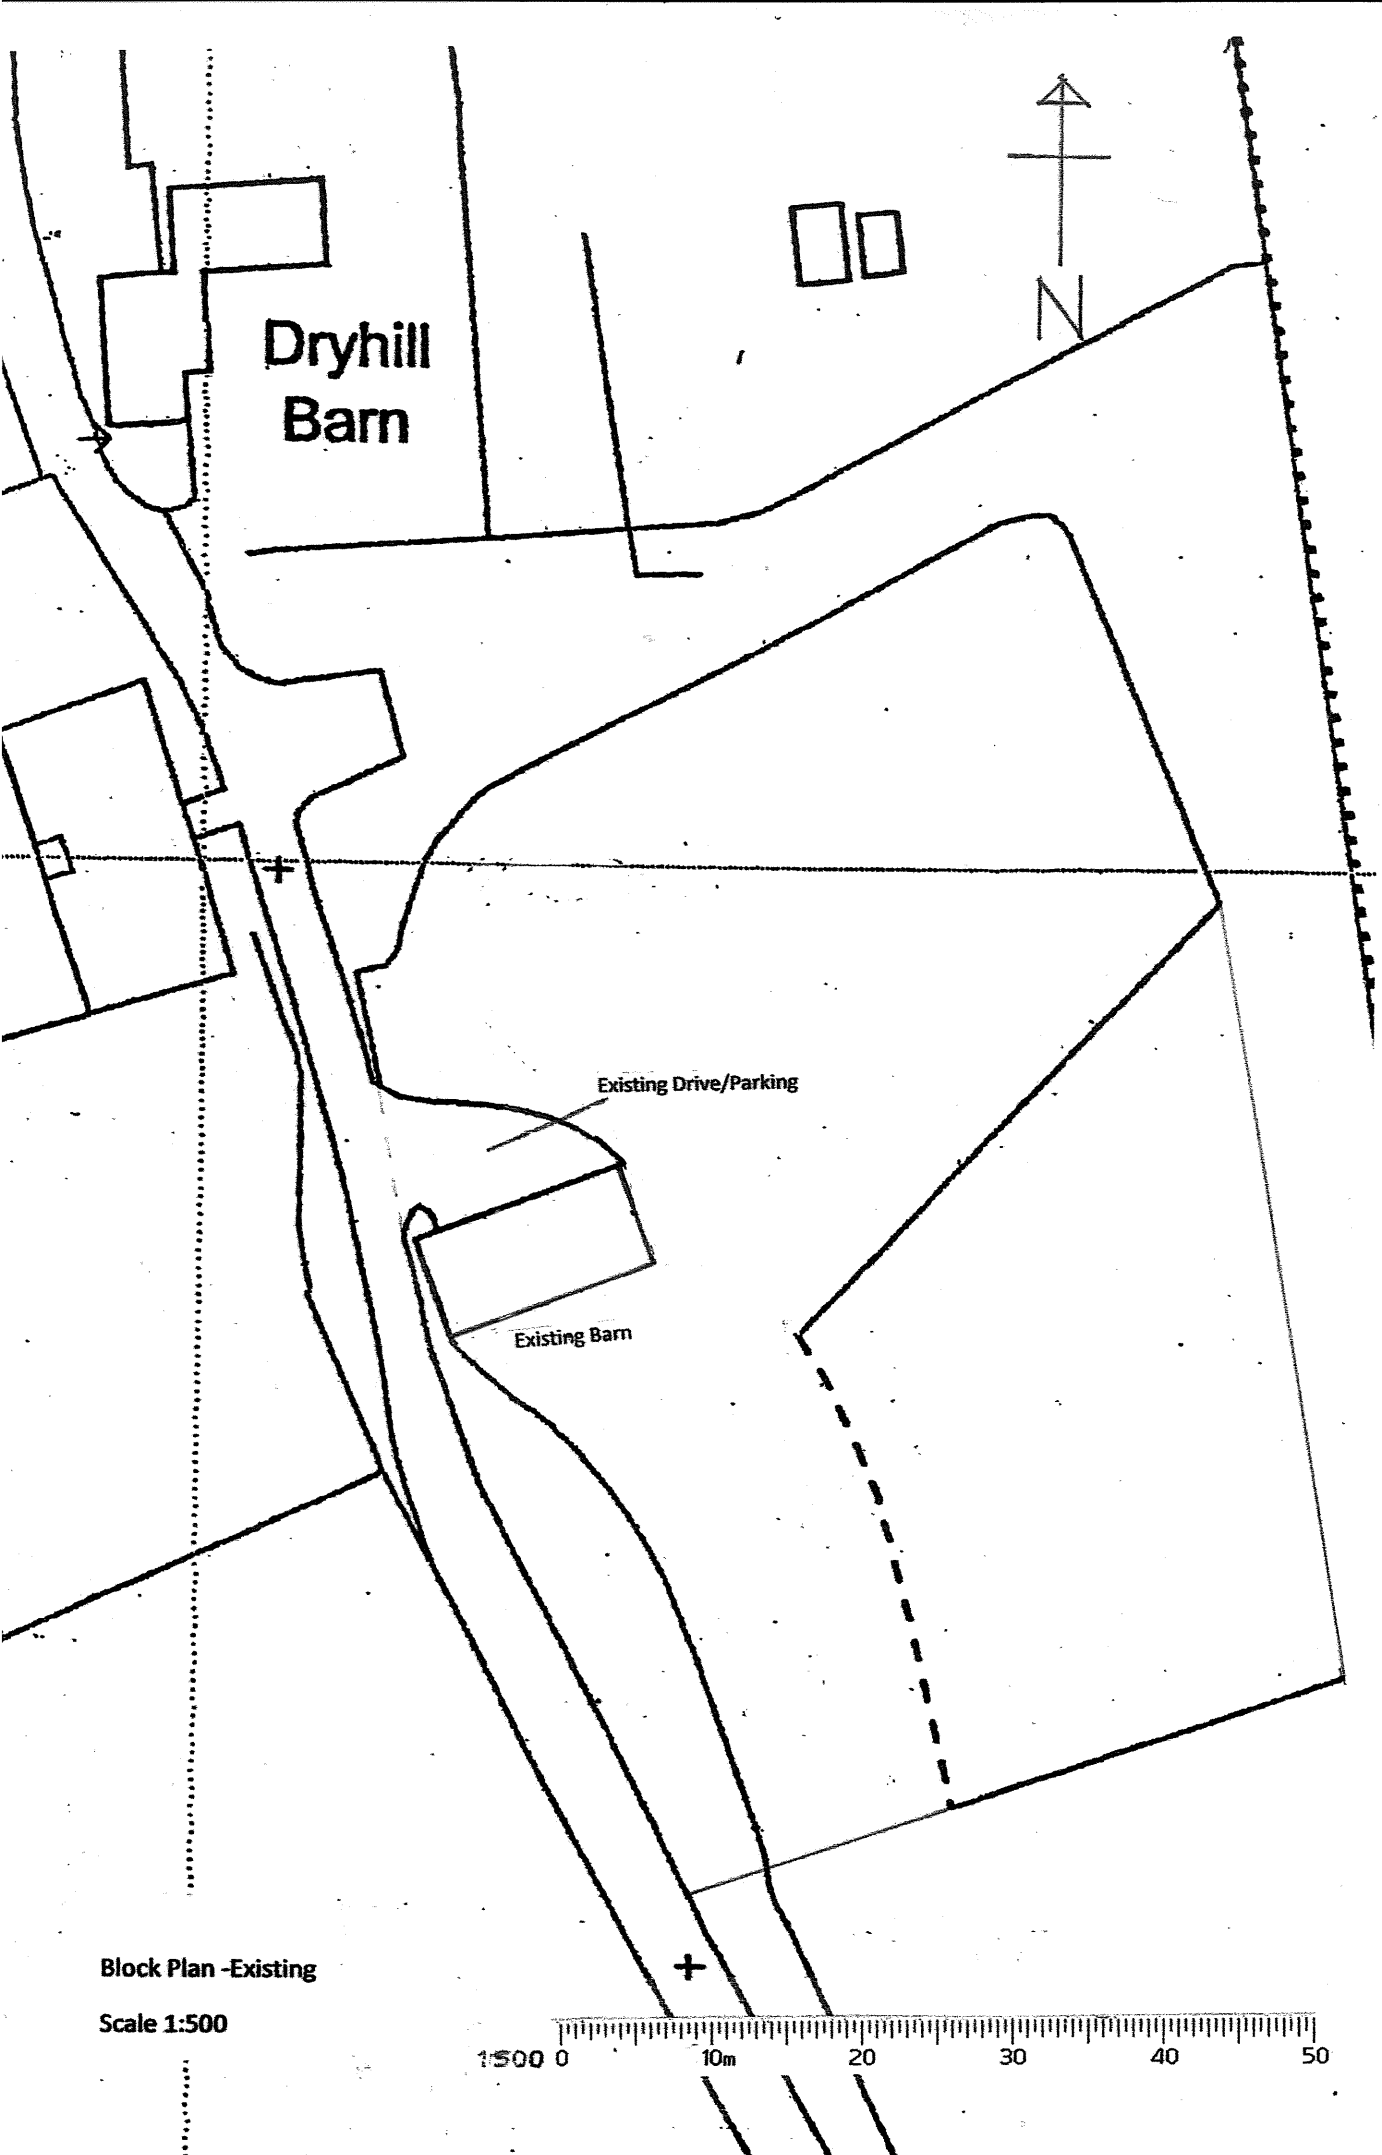 N
Dryhill
Barn
Existing Drive/Parking
Existing Barn
Block Plan -Existing
Scale 1:500
1:500 0 10m 20 30 40 50